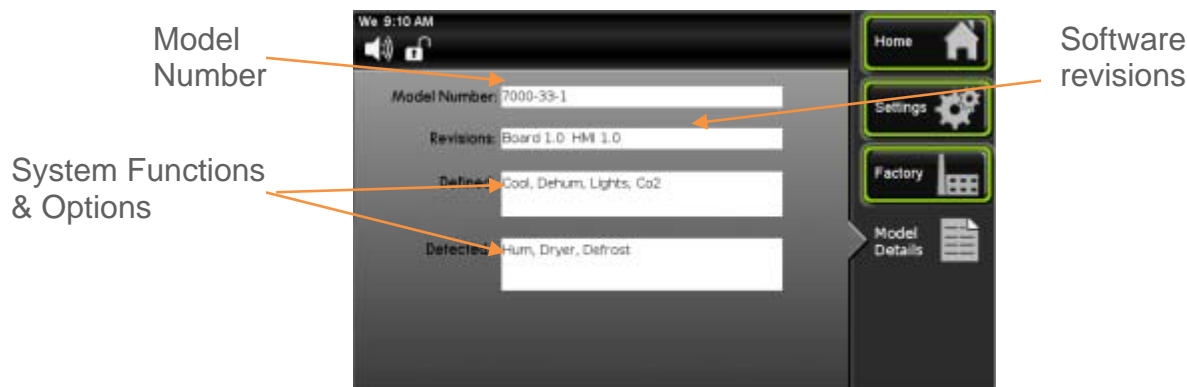 We 9:10 AM
Model
Number
Home
Software
revisions
Model Number: 7000-33-1
Settings
Revisions: Board 1.0 HMI 1.0
System Functions
& Options
Defined: Cool, Dehum, Lights, Co2
Factory
Model
Details
Detected: Hum, Dryer, Defrost